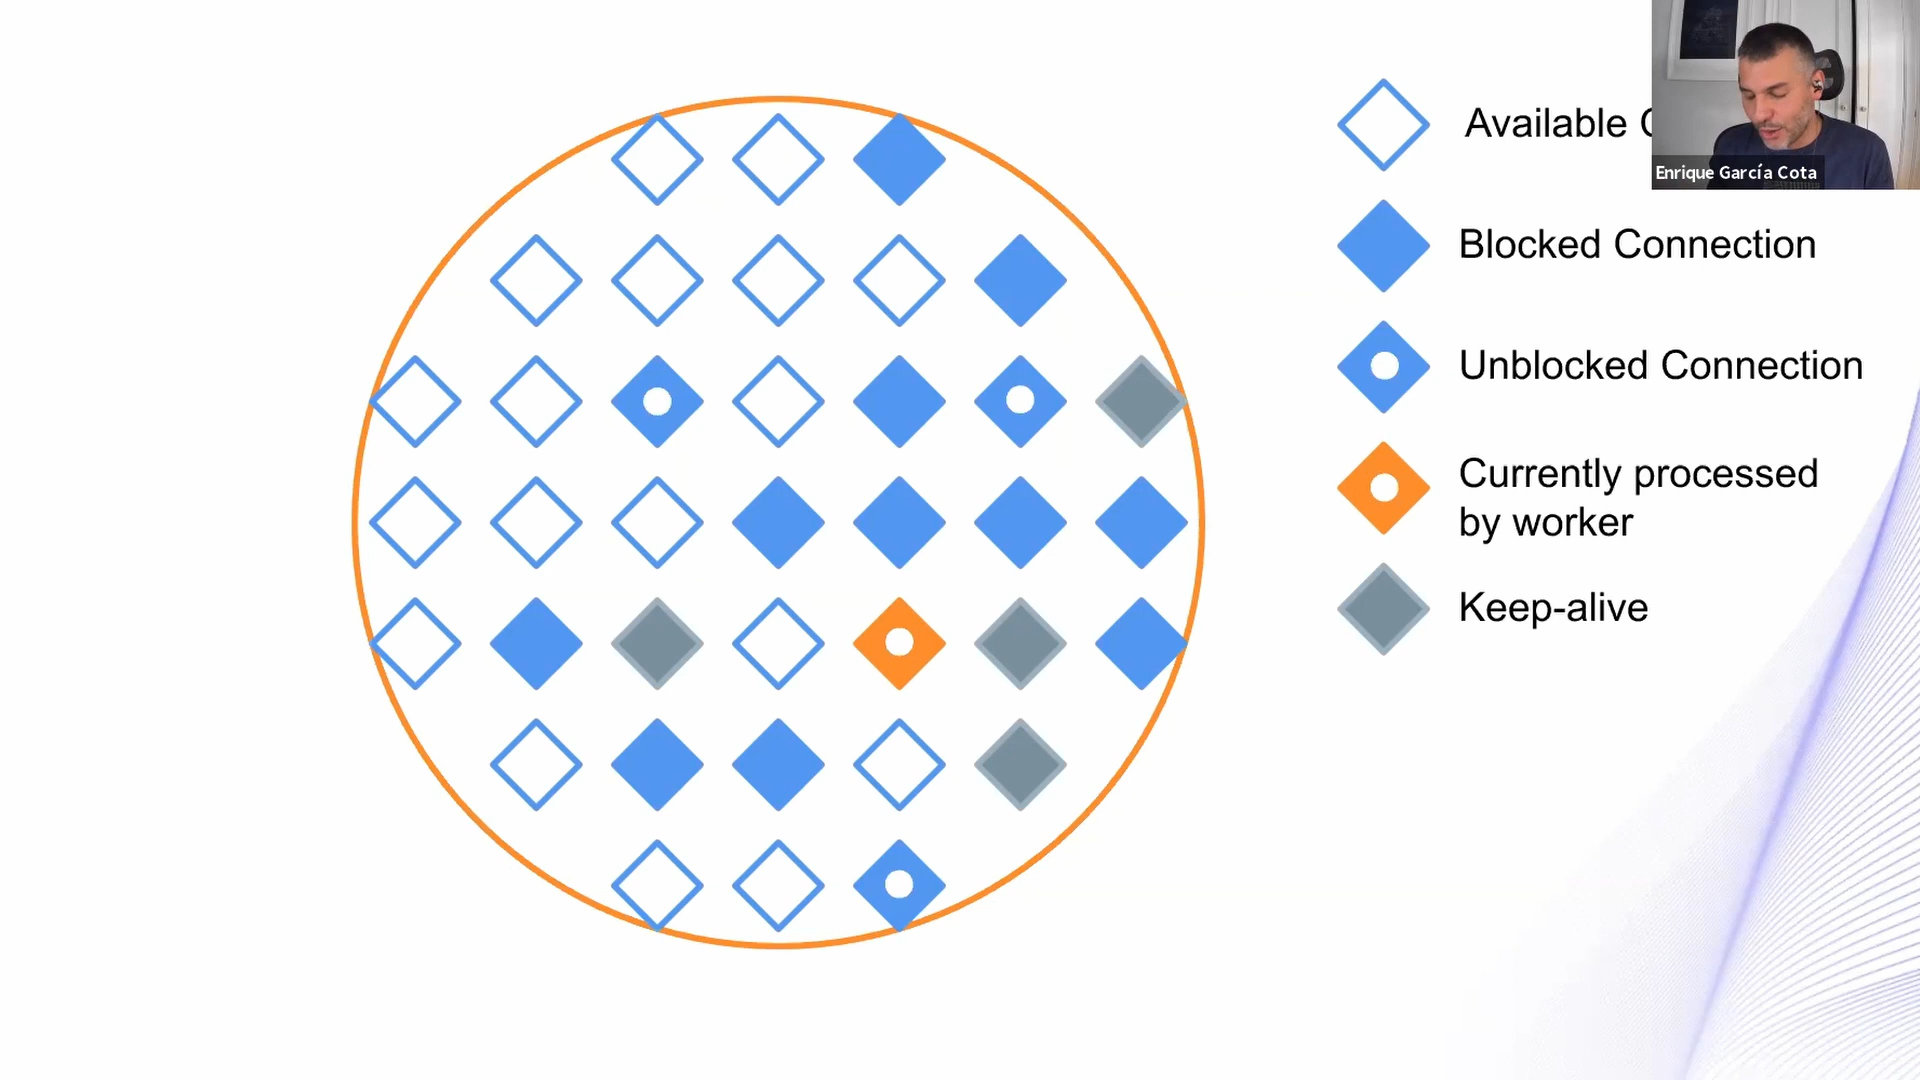 Available
Enrique García Cota
Blocked Connection
Unblocked Connection
Currently processed
by worker
Keep-alive